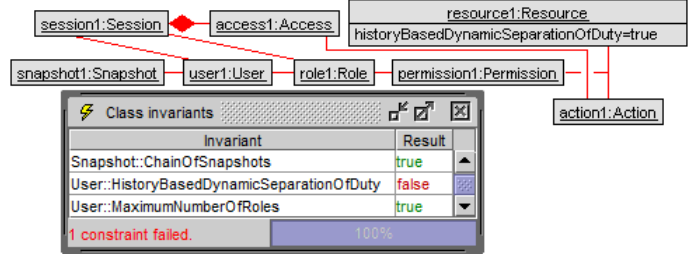 session1:Session
access1:Access
resource1:Resource
historyBasedDynamicSeparationOfDuty=true
snapshot1:Snapshot
user1:User
role1:Role
permission1:Permission
action1:Action
Class invariants
Invariant Result
Snapshot::ChainOfSnapshots true
User::HistoryBasedDynamicSeparationOfDuty false
User::MaximumNumberOfRoles true
1 constraint failed. 100%